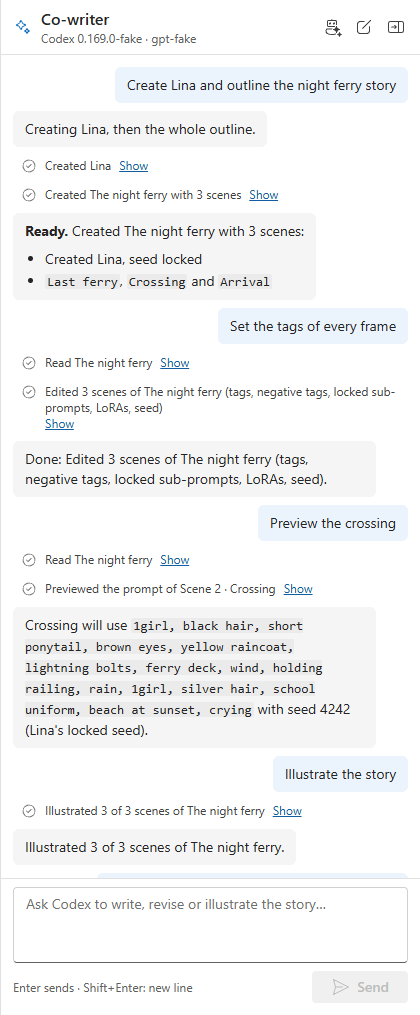 Co-writer
Codex 0.169.0-fake · gpt-fake
Create Lina and outline the night ferry story
Creating Lina, then the whole outline.
Created Lina Show
Created The night ferry with 3 scenes Show
Ready. Created The night ferry with 3 scenes:
• Created Lina, seed locked
• Last ferry, Crossing and Arrival
Set the tags of every frame
Read The night ferry Show
Edited 3 scenes of The night ferry (tags, negative tags, locked sub-
prompts, LoRAs, seed)
Show
Done: Edited 3 scenes of The night ferry (tags,
negative tags, locked sub-prompts, LoRAs, seed).
Preview the crossing
Read The night ferry Show
Previewed the prompt of Scene 2 · Crossing Show
Crossing will use 1girl, black hair, short
ponytail, brown eyes, yellow raincoat,
lightning bolts, ferry deck, wind, holding
railing, rain, 1girl, silver hair, school
uniform, beach at sunset, crying with seed 4242
(Lina's locked seed).
Illustrate the story
Illustrated 3 of 3 scenes of The night ferry Show
Illustrated 3 of 3 scenes of The night ferry.
Ask Codex to write, revise or illustrate the story...
Enter sends · Shift+Enter: new line
Send